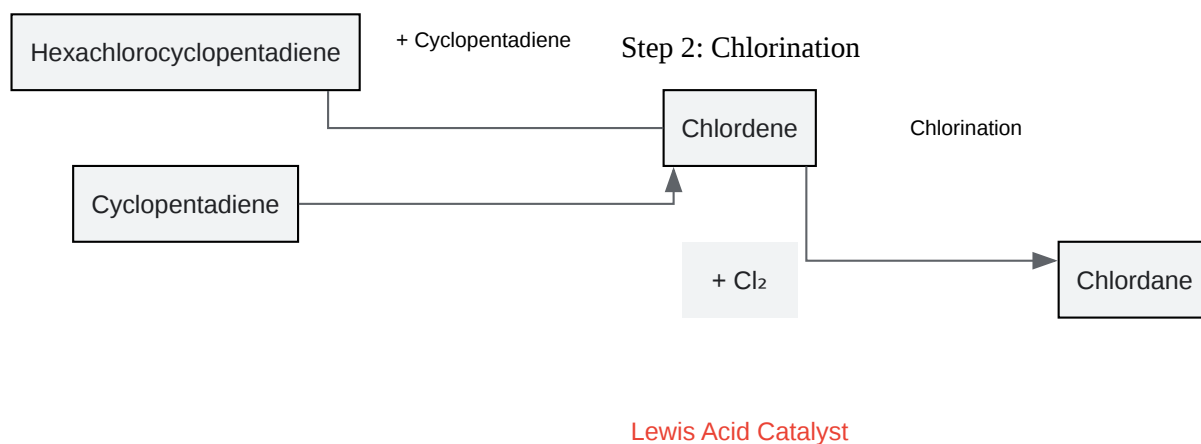 Hexachlorocyclopentadiene
+ Cyclopentadiene
Step 2: Chlorination
Chlordene
Chlorination
Cyclopentadiene
+ Cl₂
Chlordane
Lewis Acid Catalyst